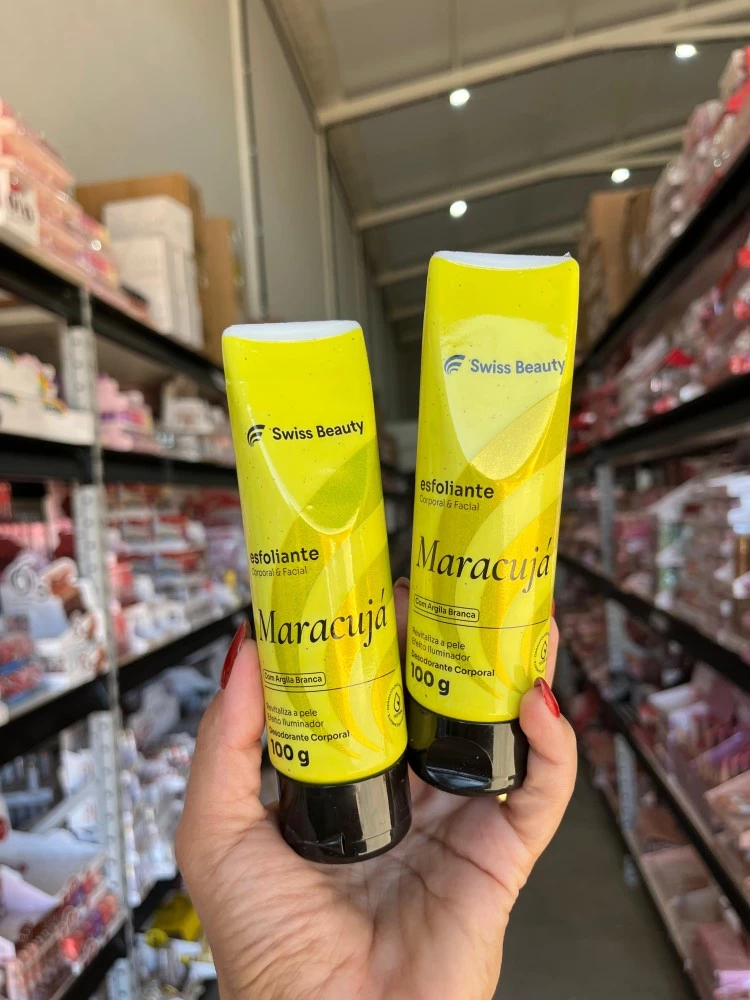 Swiss Beauty
esfoliante
Corporal & Facial
Maracujá
Com Argila Branca
Revitaliza a pele
Efeito Iluminador
Desodorante Corporal
100 g
Swiss Beauty
esfoliante
Corporal & Facial
Maracujá
Com Argila Branca
Revitaliza a pele
Efeito Iluminador
Desodorante Corporal
100 g